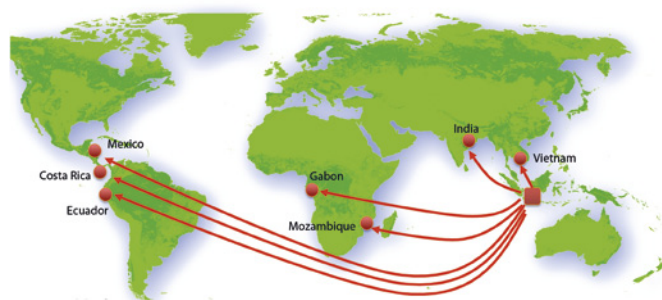 Mexico
Costa Rica
Ecuador
Gabon
Mozambique
India
Vietnam